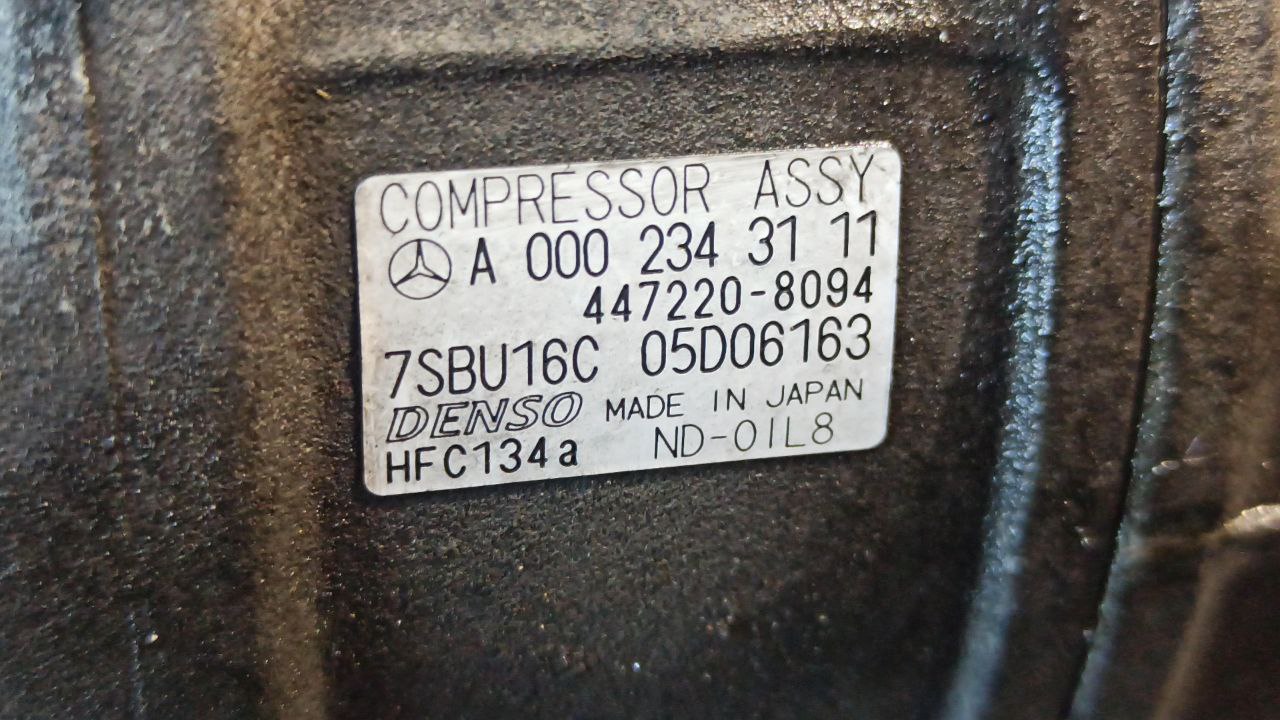 COMPRESSOR ASSY
A 000 234 31 11
447220-8094
7SBU16C 05D06163
DENSO MADE IN JAPAN
HFC134a ND-OIL8